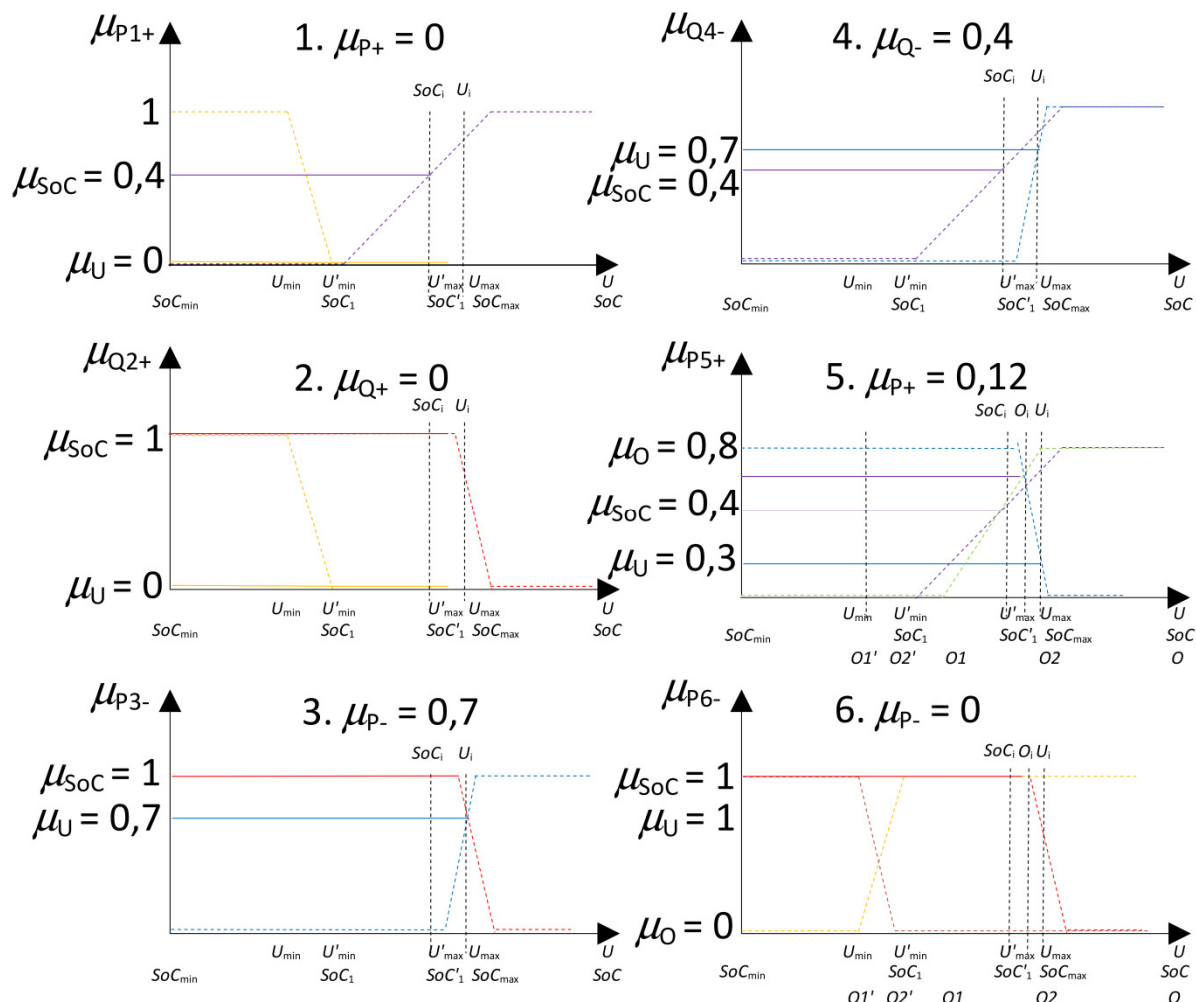 μP1+
1. μP+ = 0
SoCi Ui
1
μSoC = 0,4
μU = 0
Umin U'min U'max Umax U
SoCmin SoC1 SoC'1 SoCmax SoC
μQ2+
2. μQ+ = 0
SoCi Ui
μSoC = 1
μU = 0
Umin U'min U'max Umax U
SoCmin SoC1 SoC'1 SoCmax SoC
μP3-
3. μP- = 0,7
SoCi Ui
μSoC = 1
μU = 0,7
Umin U'min U'max Umax U
SoCmin SoC1 SoC'1 SoCmax SoC
μQ4-
4. μQ- = 0,4
SoCi Ui
μU = 0,7
μSoC = 0,4
Umin U'min U'max Umax U
SoCmin SoC1 SoC'1 SoCmax SoC
μP5+
5. μP+ = 0,12
SoCi Oi Ui
μO = 0,8
μSoC = 0,4
μU = 0,3
Umin U'min U'max Umax U
SoCmin SoC1 SoC'1 SoCmax SoC
O1' O2' O1 O2 O
μP6-
6. μP- = 0
SoCi Oi Ui
μSoC = 1
μU = 1
μO = 0
Umin U'min U'max Umax U
SoCmin SoC1 SoC'1 SoCmax SoC
O1' O2' O1 O2 O